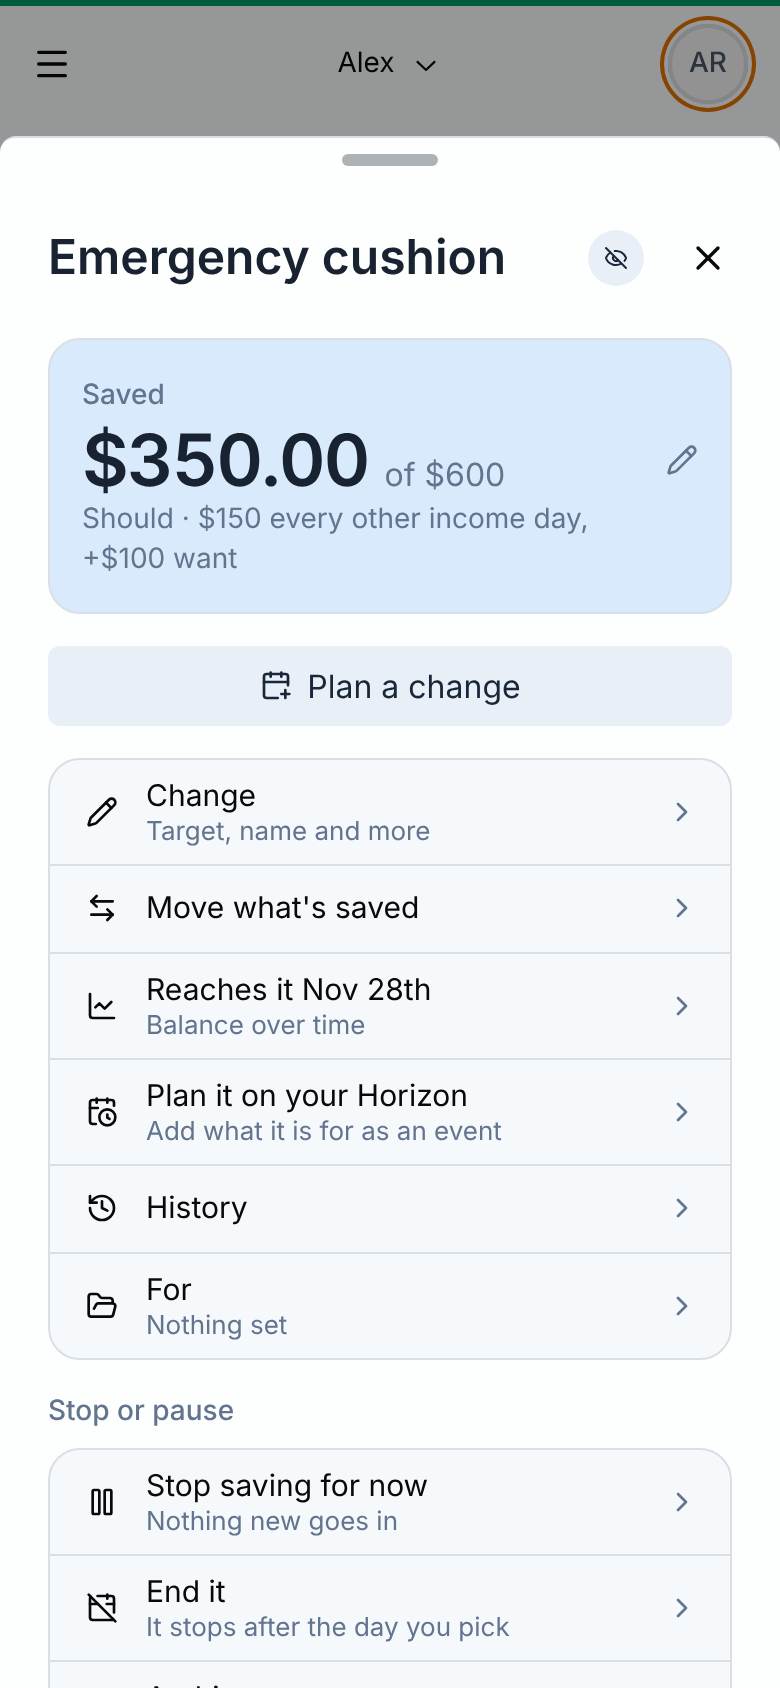 Alex
AR
Emergency cushion
Saved
$350.00 of $600
Should · $150 every other income day,
+$100 want
Plan a change
Change
Target, name and more
Move what's saved
Reaches it Nov 28th
Balance over time
Plan it on your Horizon
Add what it is for as an event
History
For
Nothing set
Stop or pause
Stop saving for now
Nothing new goes in
End it
It stops after the day you pick